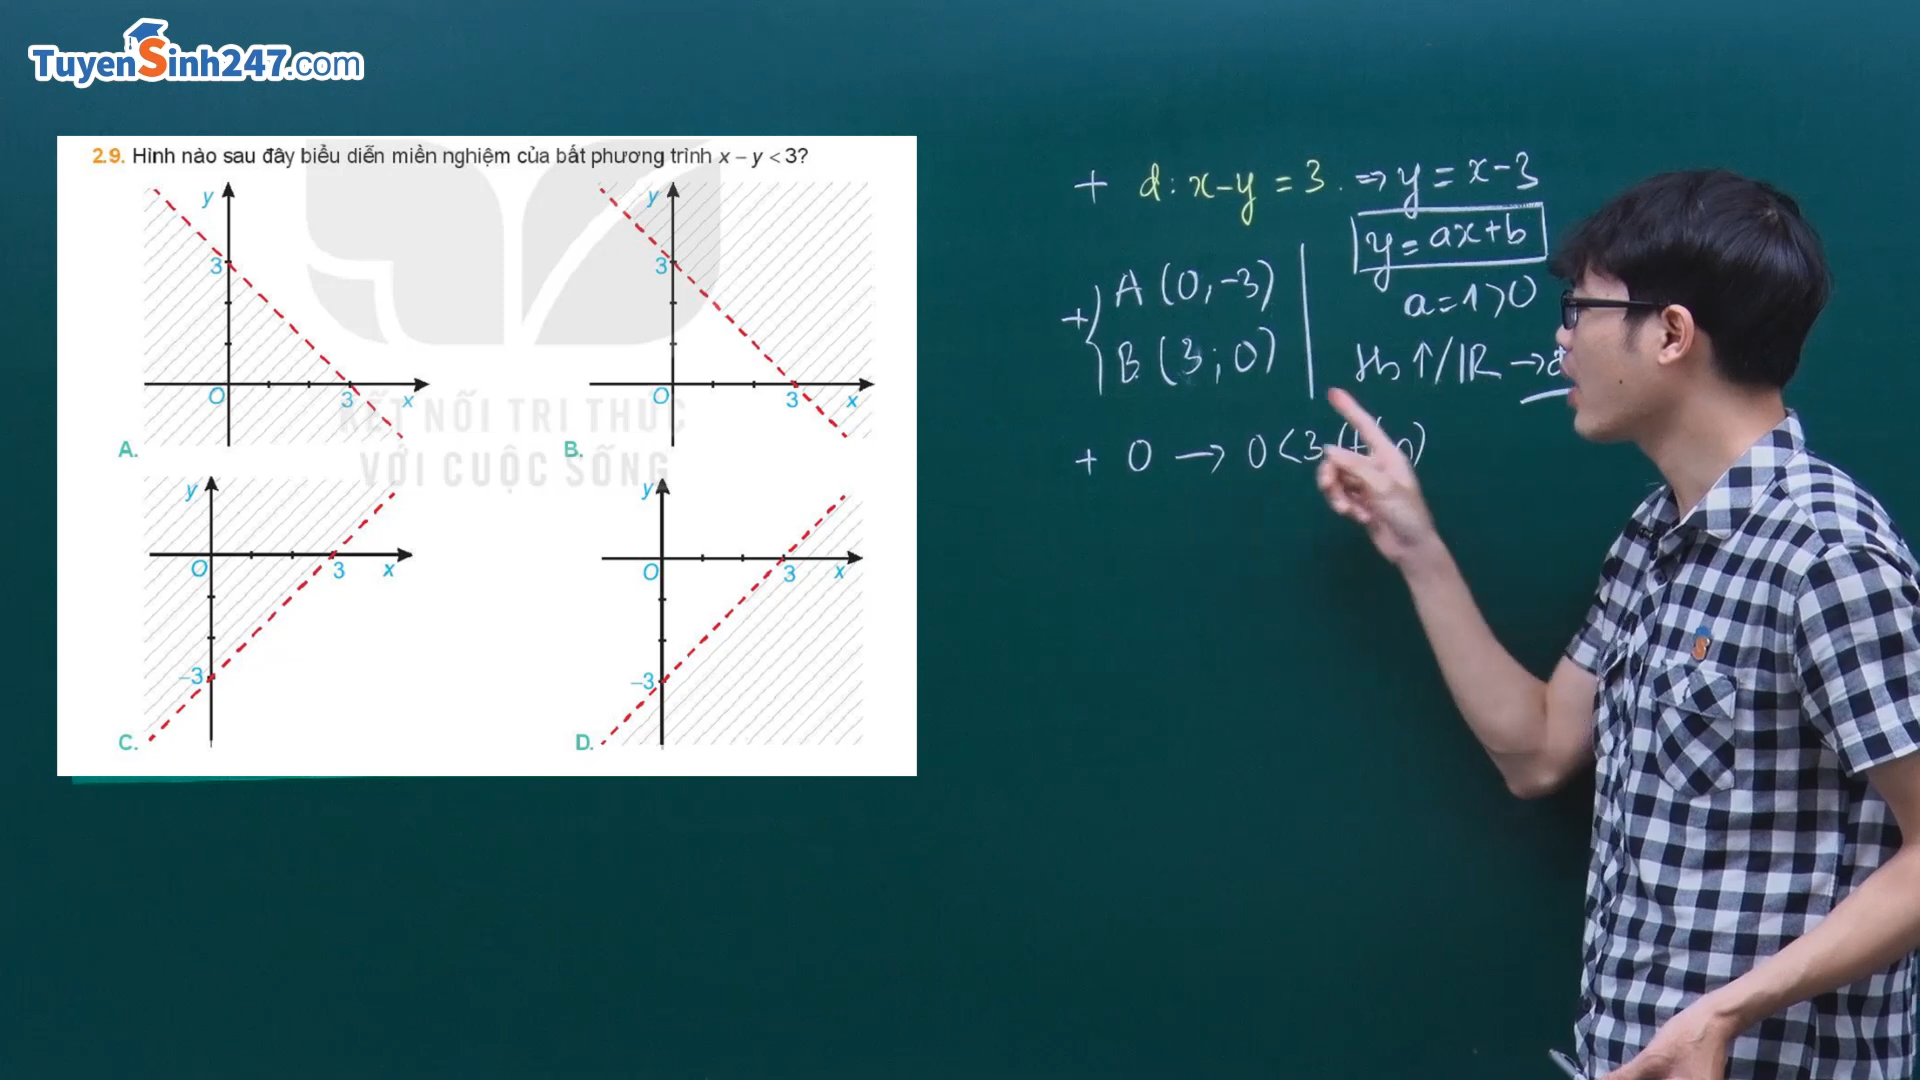 TuyenSinh247.com
2.9. Hình nào sau đây biểu diễn miền nghiệm của bất phương trình x – y < 3?
y
3
O
3
x
A.
y
3
O
3
x
B.
KẾT NỐI TRI THỨC
VỚI CUỘC SỐNG
y
O
3
x
–3
C.
y
O
3
x
–3
D.
+ d: x–y = 3. => y = x–3
y = ax+b
a = 1 > 0
+ A (0, –3)
B (3; 0)
Hs ↑/IR →
+ 0 → 0 < 3